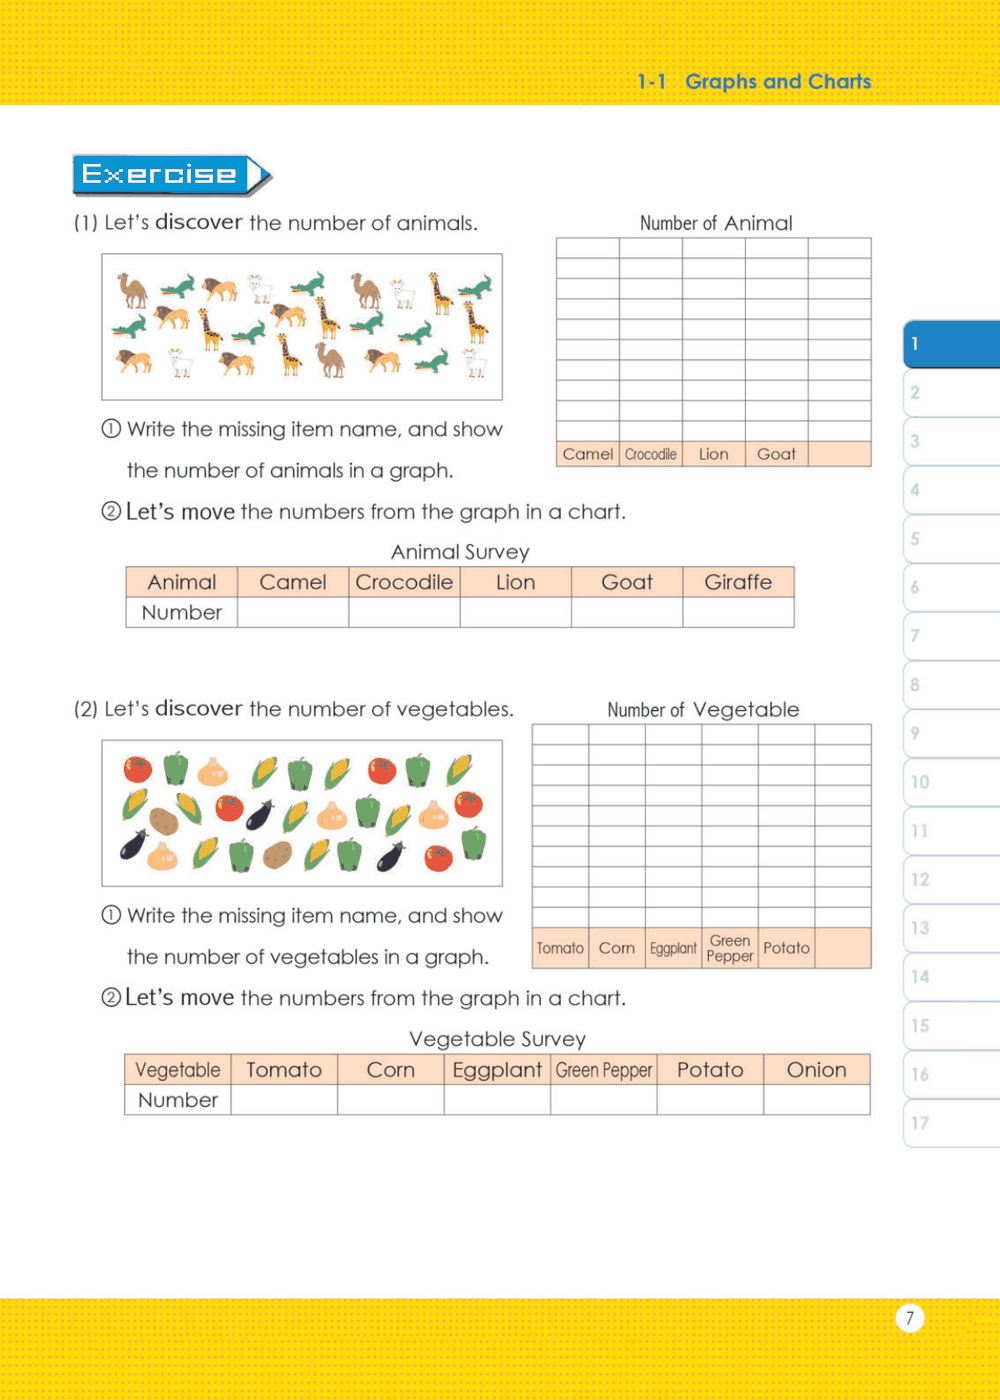 1-1 Graphs and Charts
Exercise
(1) Let's discover the number of animals.
Number of Animal
Camel Crocodile Lion Goat
① Write the missing item name, and show
the number of animals in a graph.
② Let's move the numbers from the graph in a chart.
Animal Survey
Animal Camel Crocodile Lion Goat Giraffe
Number
(2) Let's discover the number of vegetables.
Number of Vegetable
Tomato Corn Eggplant Green Pepper Potato
① Write the missing item name, and show
the number of vegetables in a graph.
② Let's move the numbers from the graph in a chart.
Vegetable Survey
Vegetable Tomato Corn Eggplant Green Pepper Potato Onion
Number
1
2
3
4
5
6
7
8
9
10
11
12
13
14
15
16
17
7